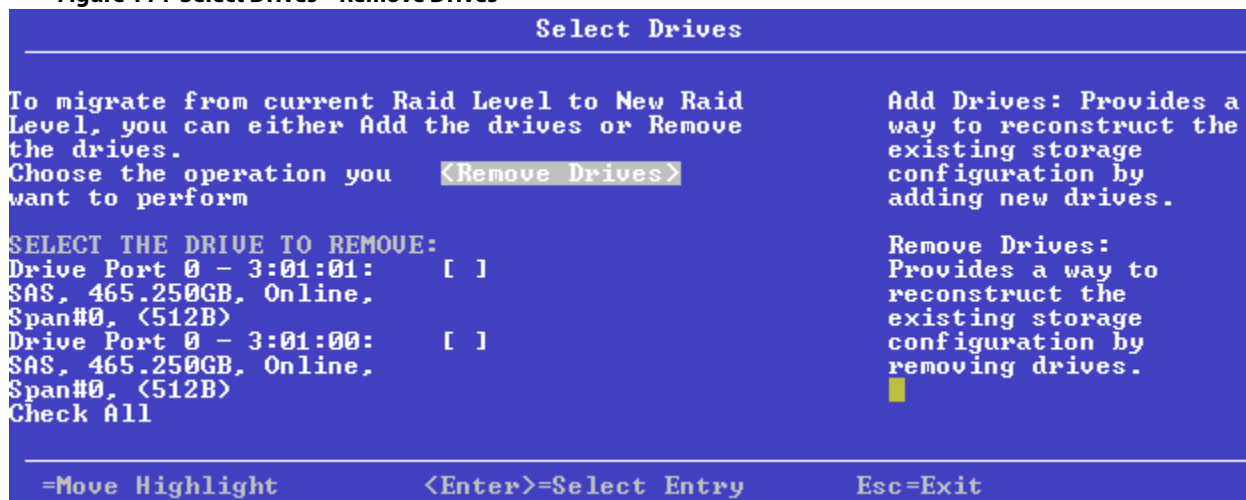 Select Drives
To migrate from current Raid Level to New Raid
Level, you can either Add the drives or Remove
the drives.
Choose the operation you <Remove Drives>
want to perform
SELECT THE DRIVE TO REMOVE:
Drive Port 0 - 3:01:01: [ ]
SAS, 465.250GB, Online,
Span#0, (512B)
Drive Port 0 - 3:01:00: [ ]
SAS, 465.250GB, Online,
Span#0, (512B)
Check All
Add Drives: Provides a
way to reconstruct the
existing storage
configuration by
adding new drives.
Remove Drives:
Provides a way to
reconstruct the
existing storage
configuration by
removing drives.
=Move Highlight <Enter>=Select Entry Esc=Exit